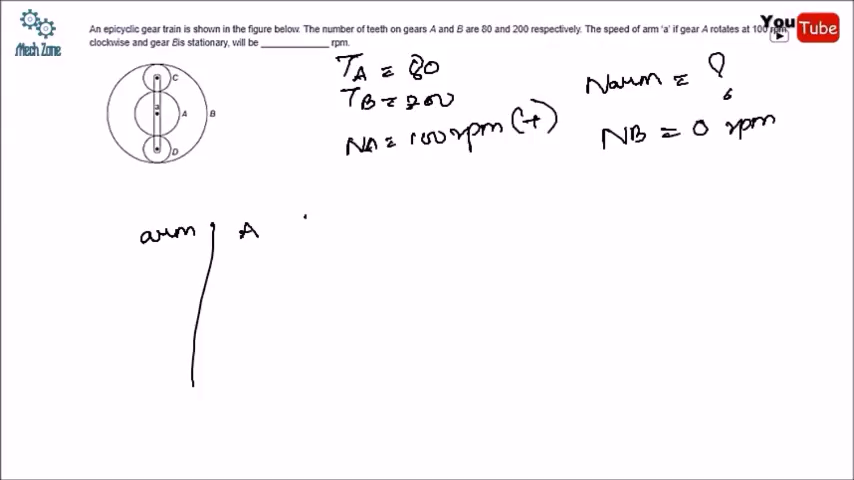 An epicyclic gear train is shown in the figure below. The number of teeth on gears A and B are 80 and 200 respectively. The speed of arm 'a' if gear A rotates at 100 rpm
clockwise and gear Bis stationary, will be ____________ rpm.
You
Tube
Mech Zone
C
a
A
B
D
TA = 80
TB = 200
NA = 100 rpm (+)
Narm = ?
NB = 0 rpm
arm A